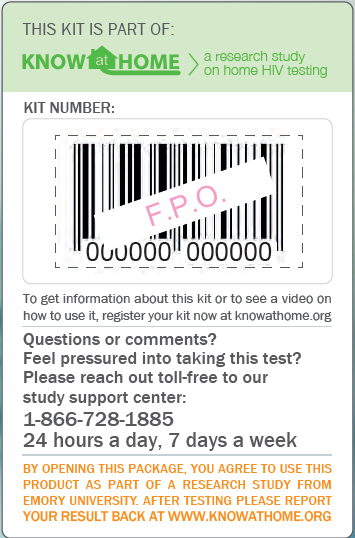 THIS KIT IS PART OF:
KNOW at HOME
a research study
on home HIV testing
KIT NUMBER:
F.P.O.
000000 000000
To get information about this kit or to see a video on
how to use it, register your kit now at knowathome.org
Questions or comments?
Feel pressured into taking this test?
Please reach out toll-free to our
study support center:
1-866-728-1885
24 hours a day, 7 days a week
BY OPENING THIS PACKAGE, YOU AGREE TO USE THIS
PRODUCT AS PART OF A RESEARCH STUDY FROM
EMORY UNIVERSITY. AFTER TESTING PLEASE REPORT
YOUR RESULT BACK AT WWW.KNOWATHOME.ORG